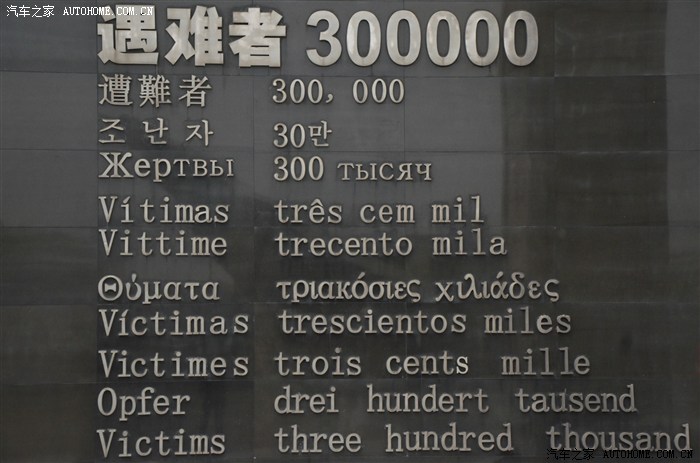 汽车之家 AUTOHOME.COM.CN
遇难者 300000
遭難者 300, 000
조난자 30만
Жертвы 300 тысяч
Vítimas três cem mil
Vittime trecento mila
Θύματα τριακόσιες χιλιάδες
Víctimas trescientos miles
Victimes trois cents mille
Opfer drei hundert tausend
Victims three hundred thousand
汽车之家 AUTOHOME.COM.CN